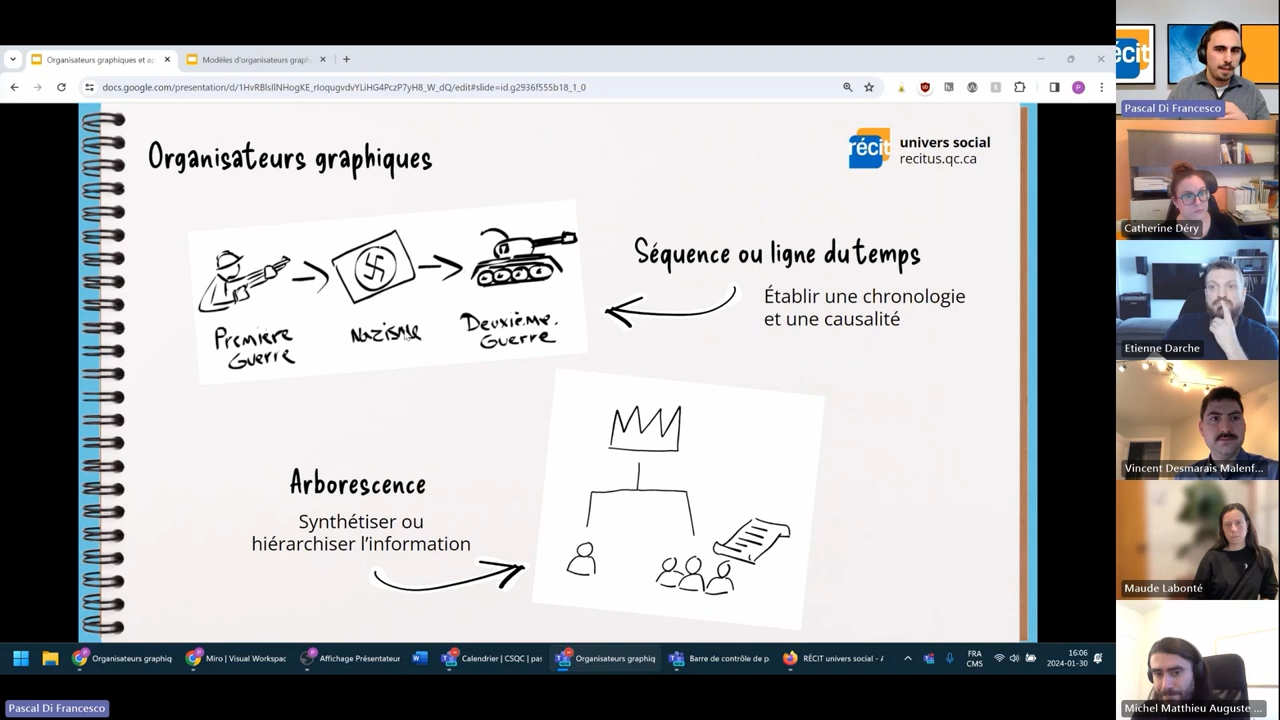 Organisateurs graphiques et ap
Modèles d'organisateurs graph
docs.google.com/presentation/d/1HvRBlsIlNHogKE_rIoqugvdvYLiHG4PczP7yH8_W_dQ/edit#slide=id.g2936f555b18_1_0
Organisateurs graphiques
récit
univers social
recitus.qc.ca
Première
Guerre
Nazisme
Deuxième
Guerre
Séquence ou ligne du temps
Établir une chronologie
et une causalité
Arborescence
Synthétiser ou
hiérarchiser l'information
Organisateurs graphiq
Miro | Visual Workspac
Affichage Présentateur
Calendrier | CSQC | pas
Organisateurs graphiq
Barre de contrôle de p
RÉCIT univers social - A
FRA
CMS
16:06
2024-01-30
Pascal Di Francesco
écit
Pascal Di Francesco
Catherine Déry
Etienne Darche
Vincent Desmarais Malenf...
Maude Labonté
Michel Matthieu Auguste ...